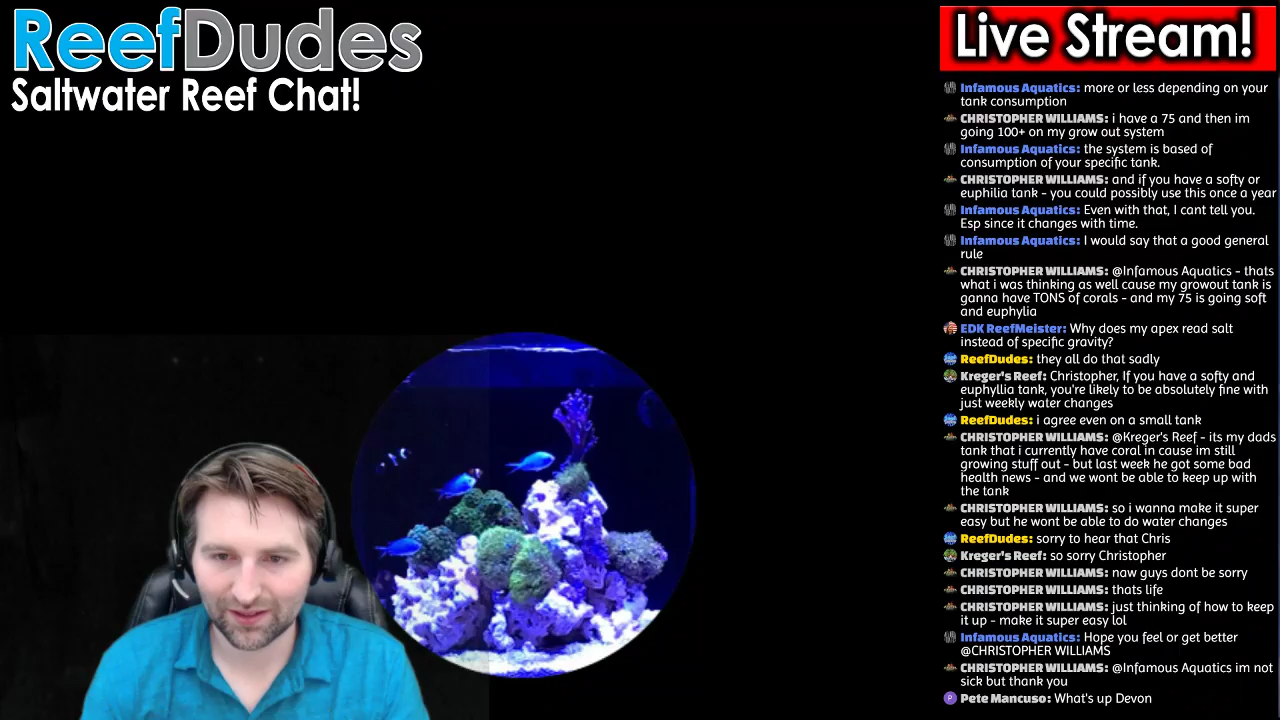 ReefDudes
Saltwater Reef Chat!
Live Stream!
Infamous Aquatics: more or less depending on your
tank consumption
CHRISTOPHER WILLIAMS: i have a 75 and then im
going 100+ on my grow out system
Infamous Aquatics: the system is based of
consumption of your specific tank.
CHRISTOPHER WILLIAMS: and if you have a softy or
euphilia tank - you could possibly use this once a year
Infamous Aquatics: Even with that, I cant tell you.
Esp since it changes with time.
Infamous Aquatics: I would say that a good general
rule
CHRISTOPHER WILLIAMS: @Infamous Aquatics - thats
what i was thinking as well cause my growout tank is
ganna have TONS of corals - and my 75 is going soft
and euphylia
EDK ReefMeister: Why does my apex read salt
instead of specific gravity?
ReefDudes: they all do that sadly
Kreger's Reef: Christopher, If you have a softy and
euphyllia tank, you're likely to be absolutely fine with
just weekly water changes
ReefDudes: i agree even on a small tank
CHRISTOPHER WILLIAMS: @Kreger's Reef - its my dads
tank that i currently have coral in cause im still
growing stuff out - but last week he got some bad
health news - and we wont be able to keep up with
the tank
CHRISTOPHER WILLIAMS: so i wanna make it super
easy but he wont be able to do water changes
ReefDudes: sorry to hear that Chris
Kreger's Reef: so sorry Christopher
CHRISTOPHER WILLIAMS: naw guys dont be sorry
CHRISTOPHER WILLIAMS: thats life
CHRISTOPHER WILLIAMS: just thinking of how to keep
it up - make it super easy lol
Infamous Aquatics: Hope you feel or get better
@CHRISTOPHER WILLIAMS
CHRISTOPHER WILLIAMS: @Infamous Aquatics im not
sick but thank you
P Pete Mancuso: What's up Devon